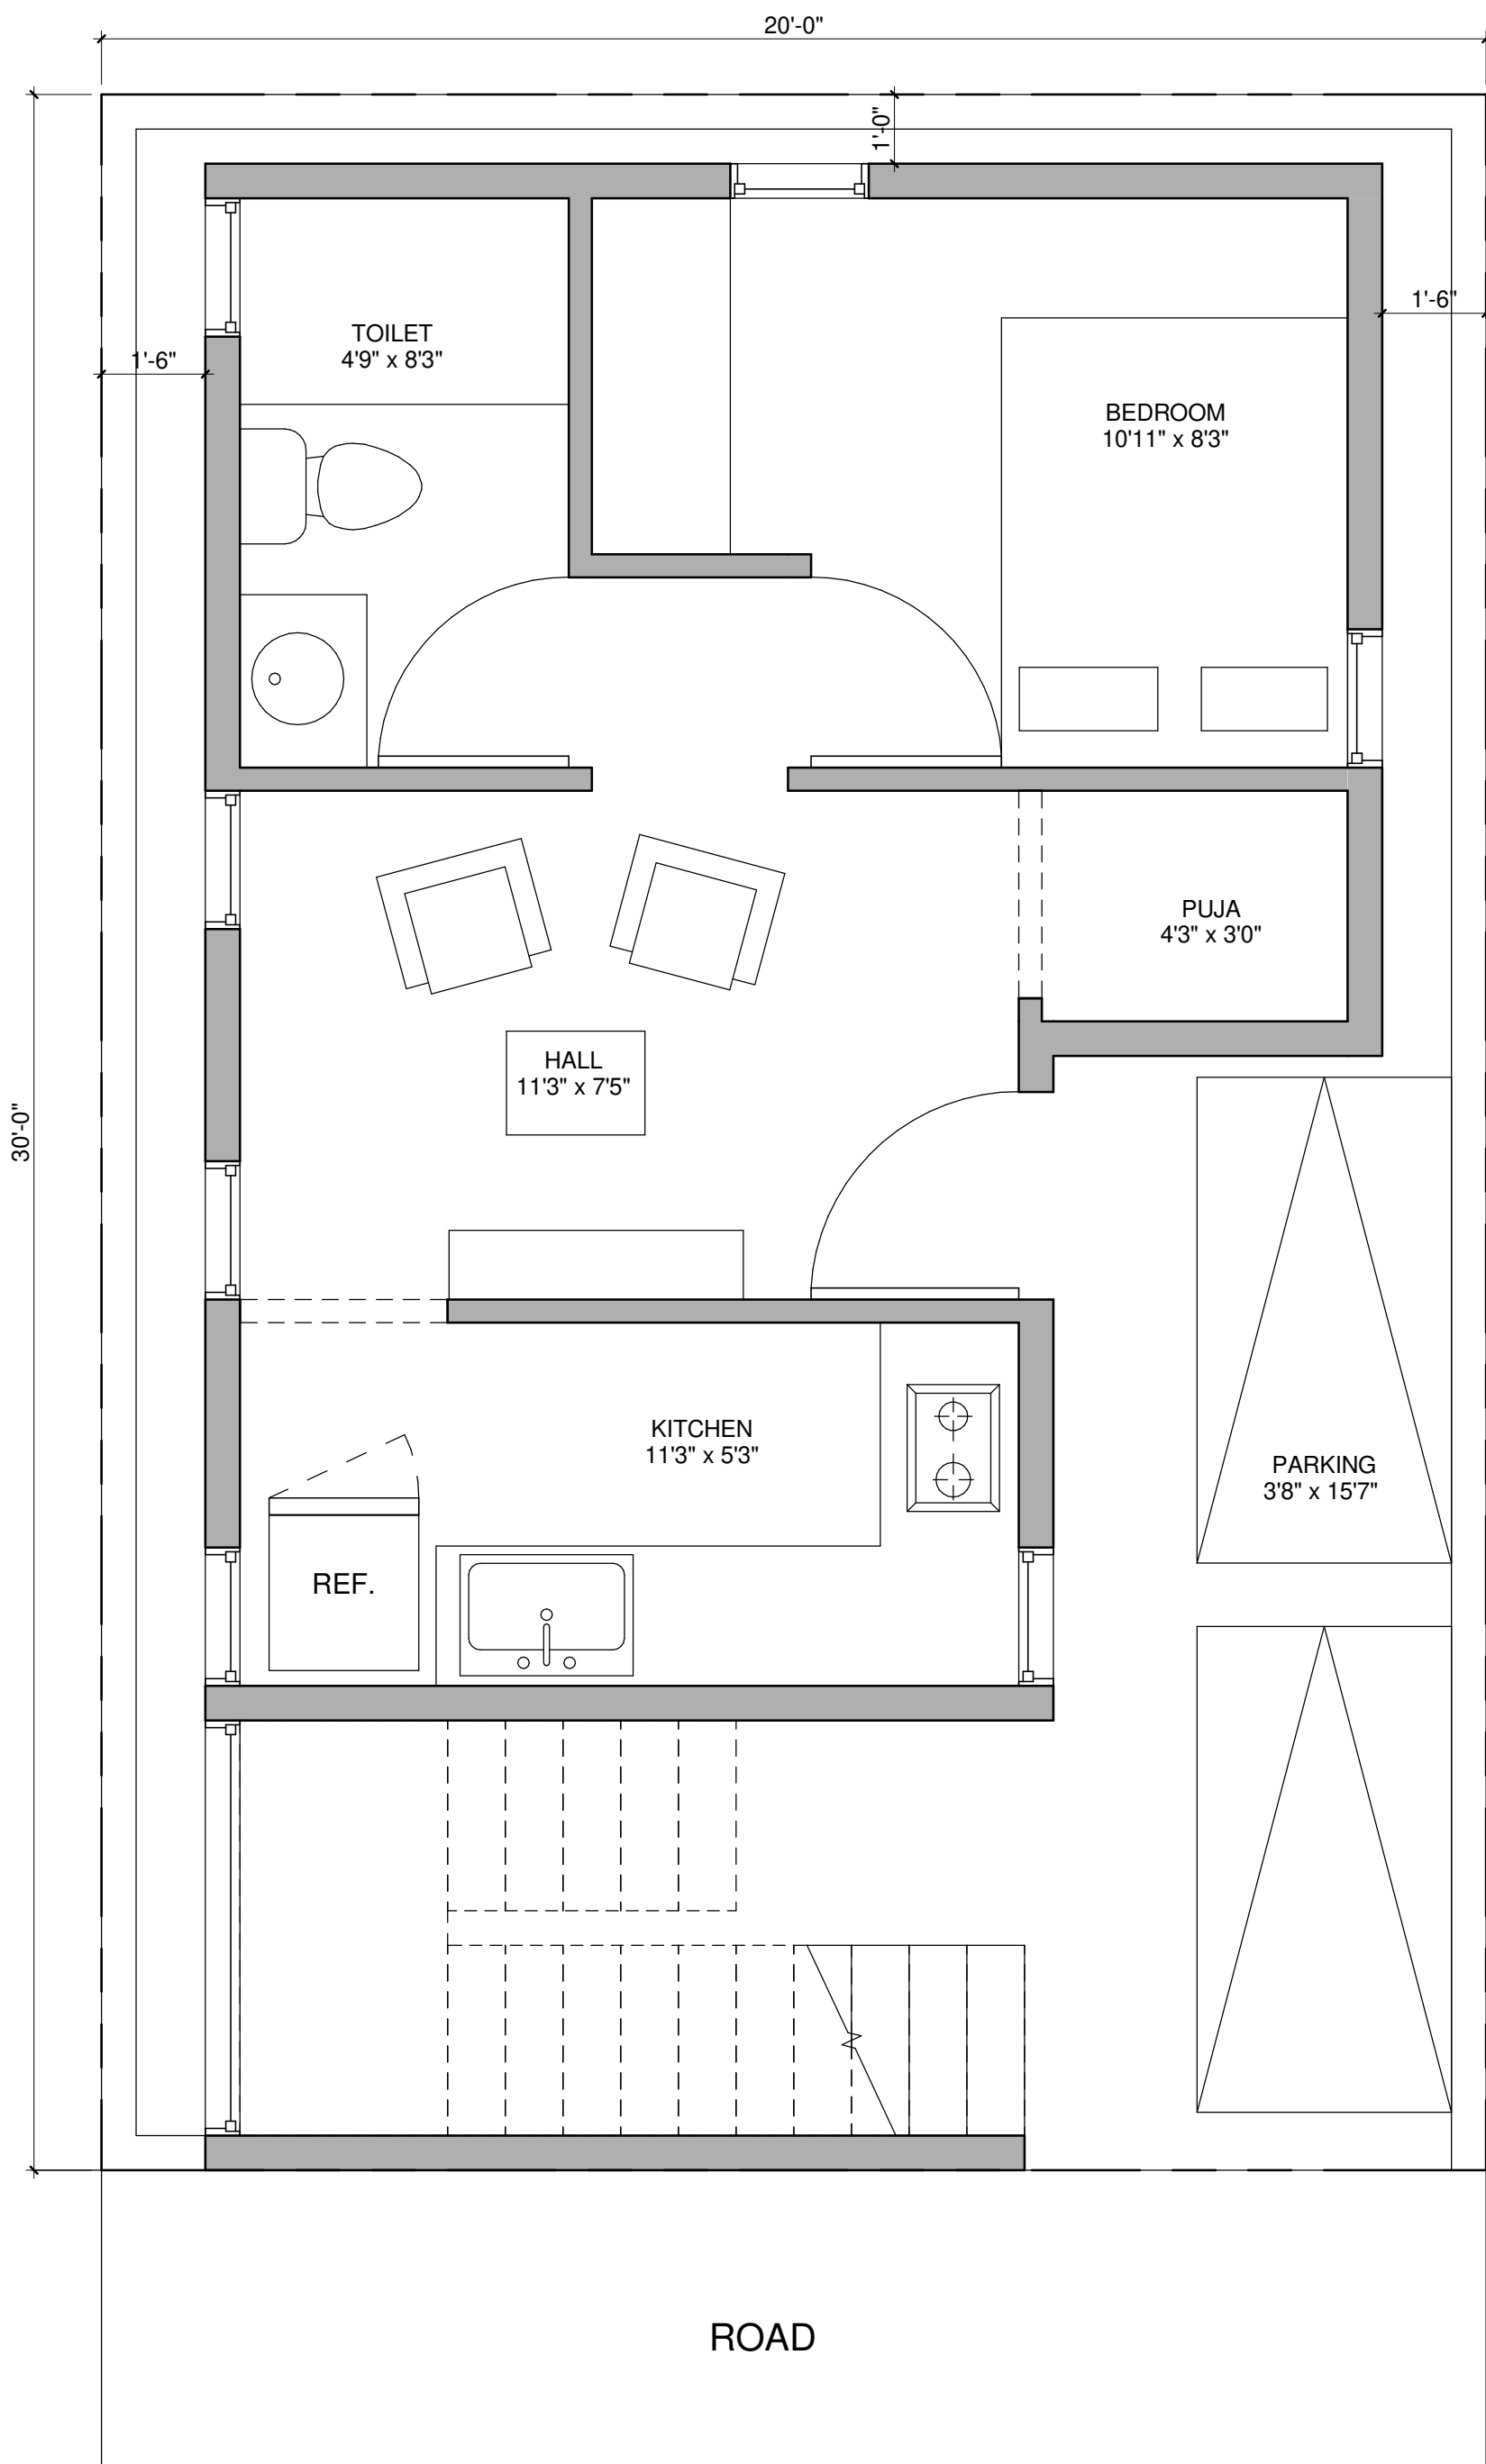 20'-0"
1'-0"
1'-6"
1'-6"
TOILET
4'9" x 8'3"
BEDROOM
10'11" x 8'3"
PUJA
4'3" x 3'0"
HALL
11'3" x 7'5"
30'-0"
KITCHEN
11'3" x 5'3"
PARKING
3'8" x 15'7"
REF.
ROAD